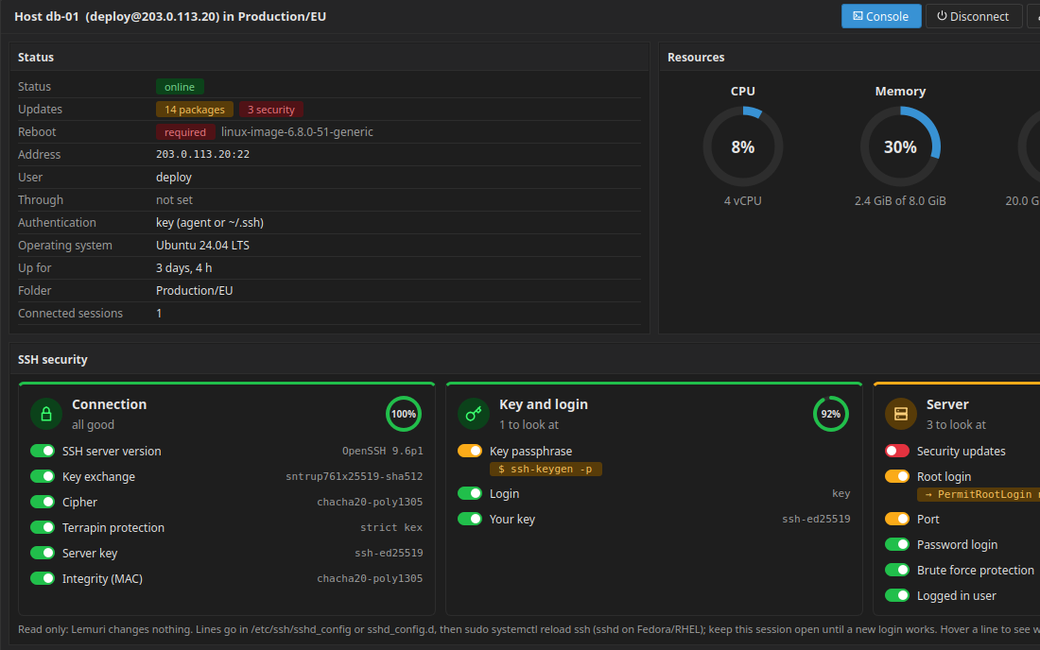 Host db-01 (deploy@203.0.113.20) in Production/EU
Console
Disconnect
Status
Status online
Updates 14 packages 3 security
Reboot required linux-image-6.8.0-51-generic
Address 203.0.113.20:22
User deploy
Through not set
Authentication key (agent or ~/.ssh)
Operating system Ubuntu 24.04 LTS
Up for 3 days, 4 h
Folder Production/EU
Connected sessions 1
Resources
CPU Memory
8% 30%
4 vCPU 2.4 GiB of 8.0 GiB 20.0 G
SSH security
Connection
all good
100%
SSH server version OpenSSH 9.6p1
Key exchange sntrup761x25519-sha512
Cipher chacha20-poly1305
Terrapin protection strict kex
Server key ssh-ed25519
Integrity (MAC) chacha20-poly1305
Key and login
1 to look at
92%
Key passphrase
$ ssh-keygen -p
Login key
Your key ssh-ed25519
Server
3 to look at
Security updates
Root login
→ PermitRootLogin
Port
Password login
Brute force protection
Logged in user
Read only: Lemuri changes nothing. Lines go in /etc/ssh/sshd_config or sshd_config.d, then sudo systemctl reload ssh (sshd on Fedora/RHEL); keep this session open until a new login works. Hover a line to see